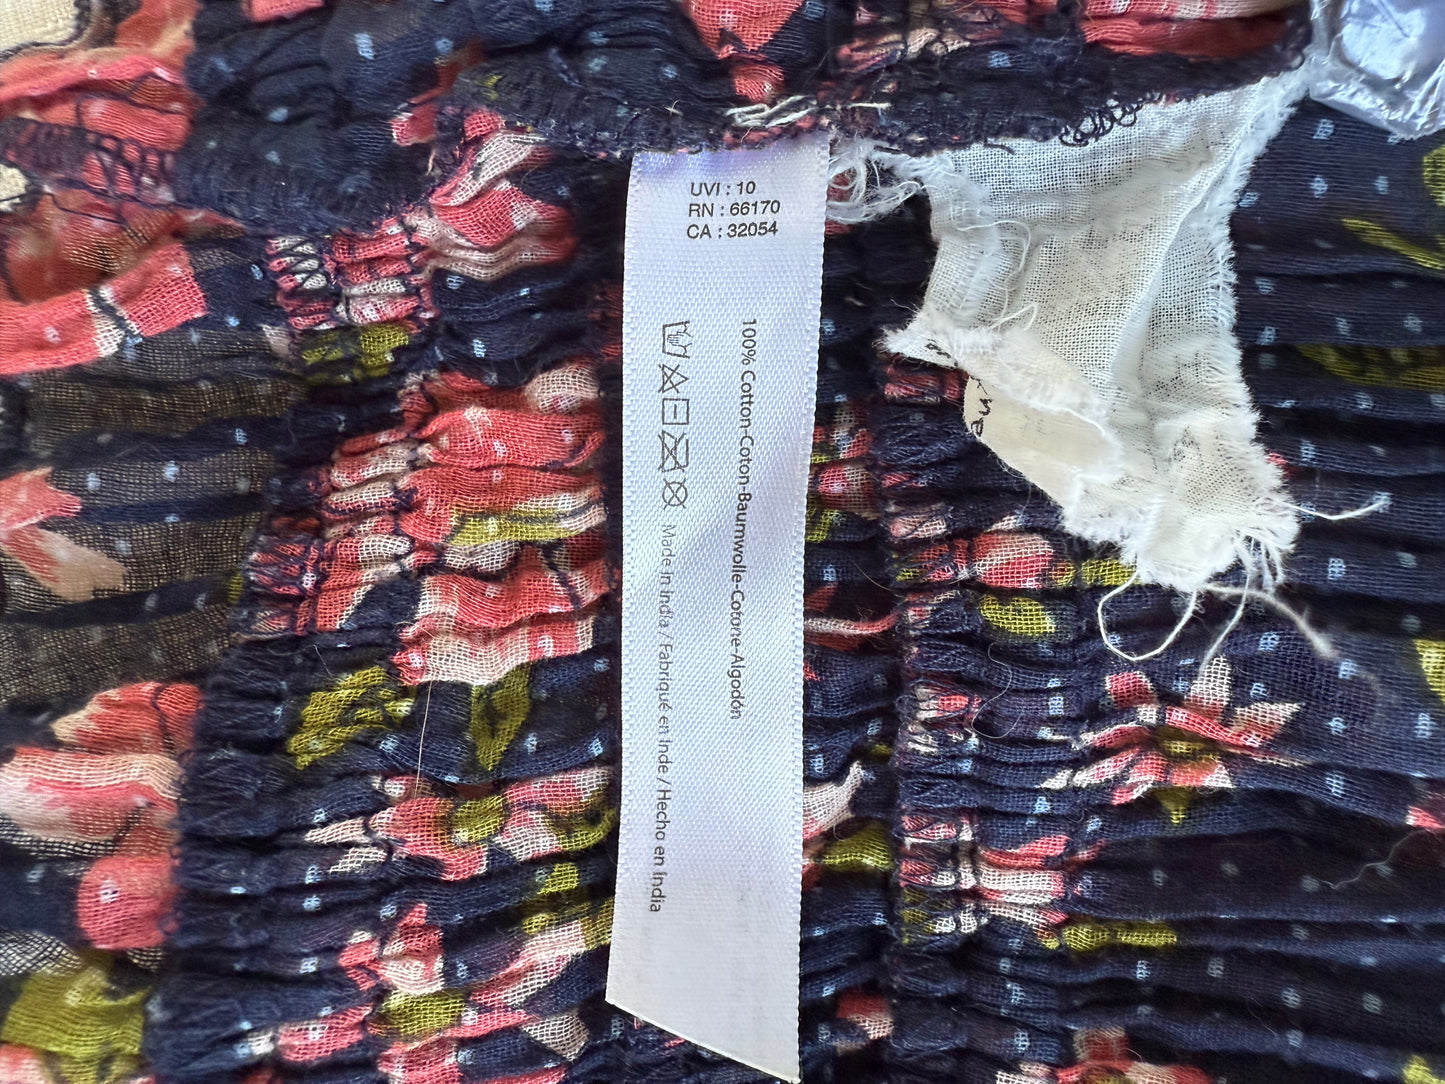 UVI : 10
RN : 66170
CA : 32054
100% Cotton-Coton-Baumwolle-Cotone-Algodón
Made in India / Fabriqué en Inde / Hecho en India